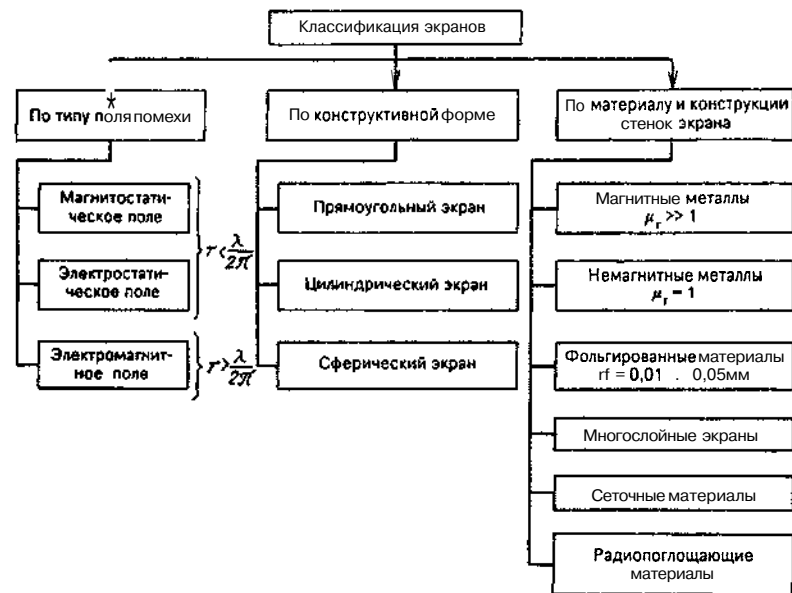 Классификация экранов
По типу поля помехи
Магнитостати-
ческое поле
Электростати-
ческое поле
r < λ/2π
Электромагнит-
ное поле
r > λ/2π
По конструктивной форме
Прямоугольный экран
Цилиндрический экран
Сферический экран
По материалу и конструкции
стенок экрана
Магнитные металлы
μr >> 1
Немагнитные металлы
μr = 1
Фольгированные материалы
rf = 0,01 . 0,05мм
Многослойные экраны
Сеточные материалы
Радиопоглощающие
материалы